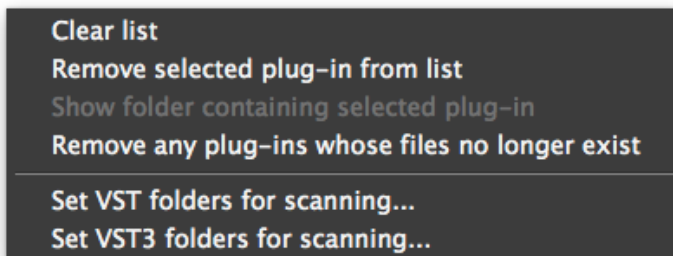 Clear list
Remove selected plug-in from list
Show folder containing selected plug-in
Remove any plug-ins whose files no longer exist
Set VST folders for scanning...
Set VST3 folders for scanning...